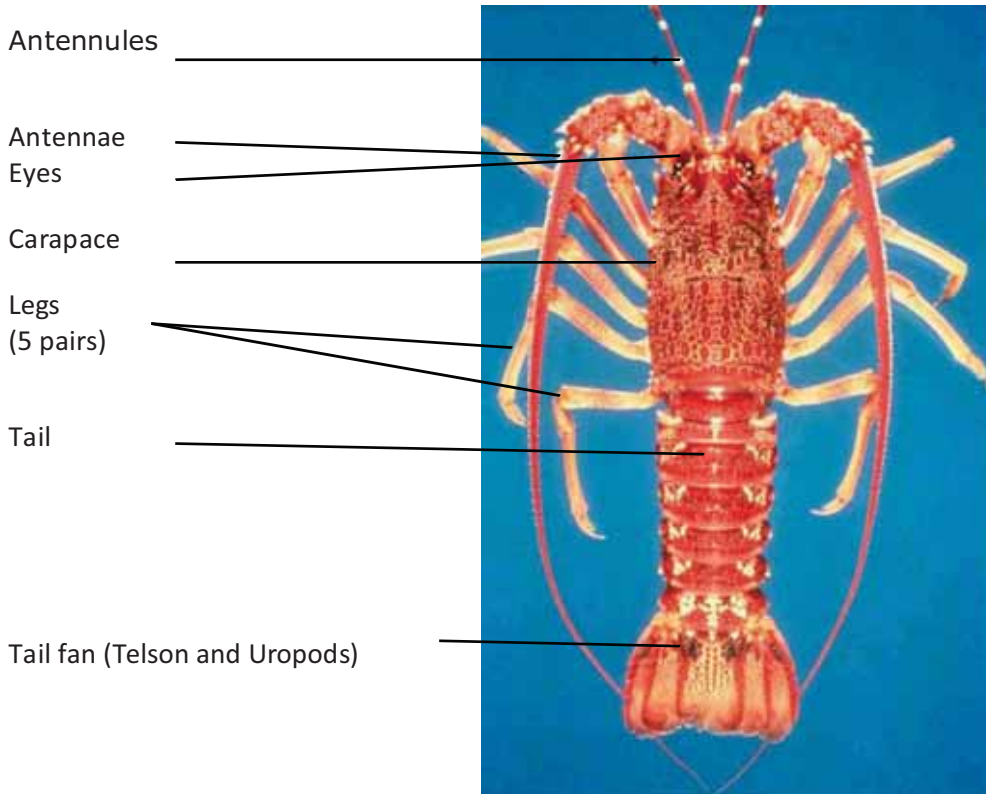 Antennules
Antennae
Eyes
Carapace
Legs
(5 pairs)
Tail
Tail fan (Telson and Uropods)